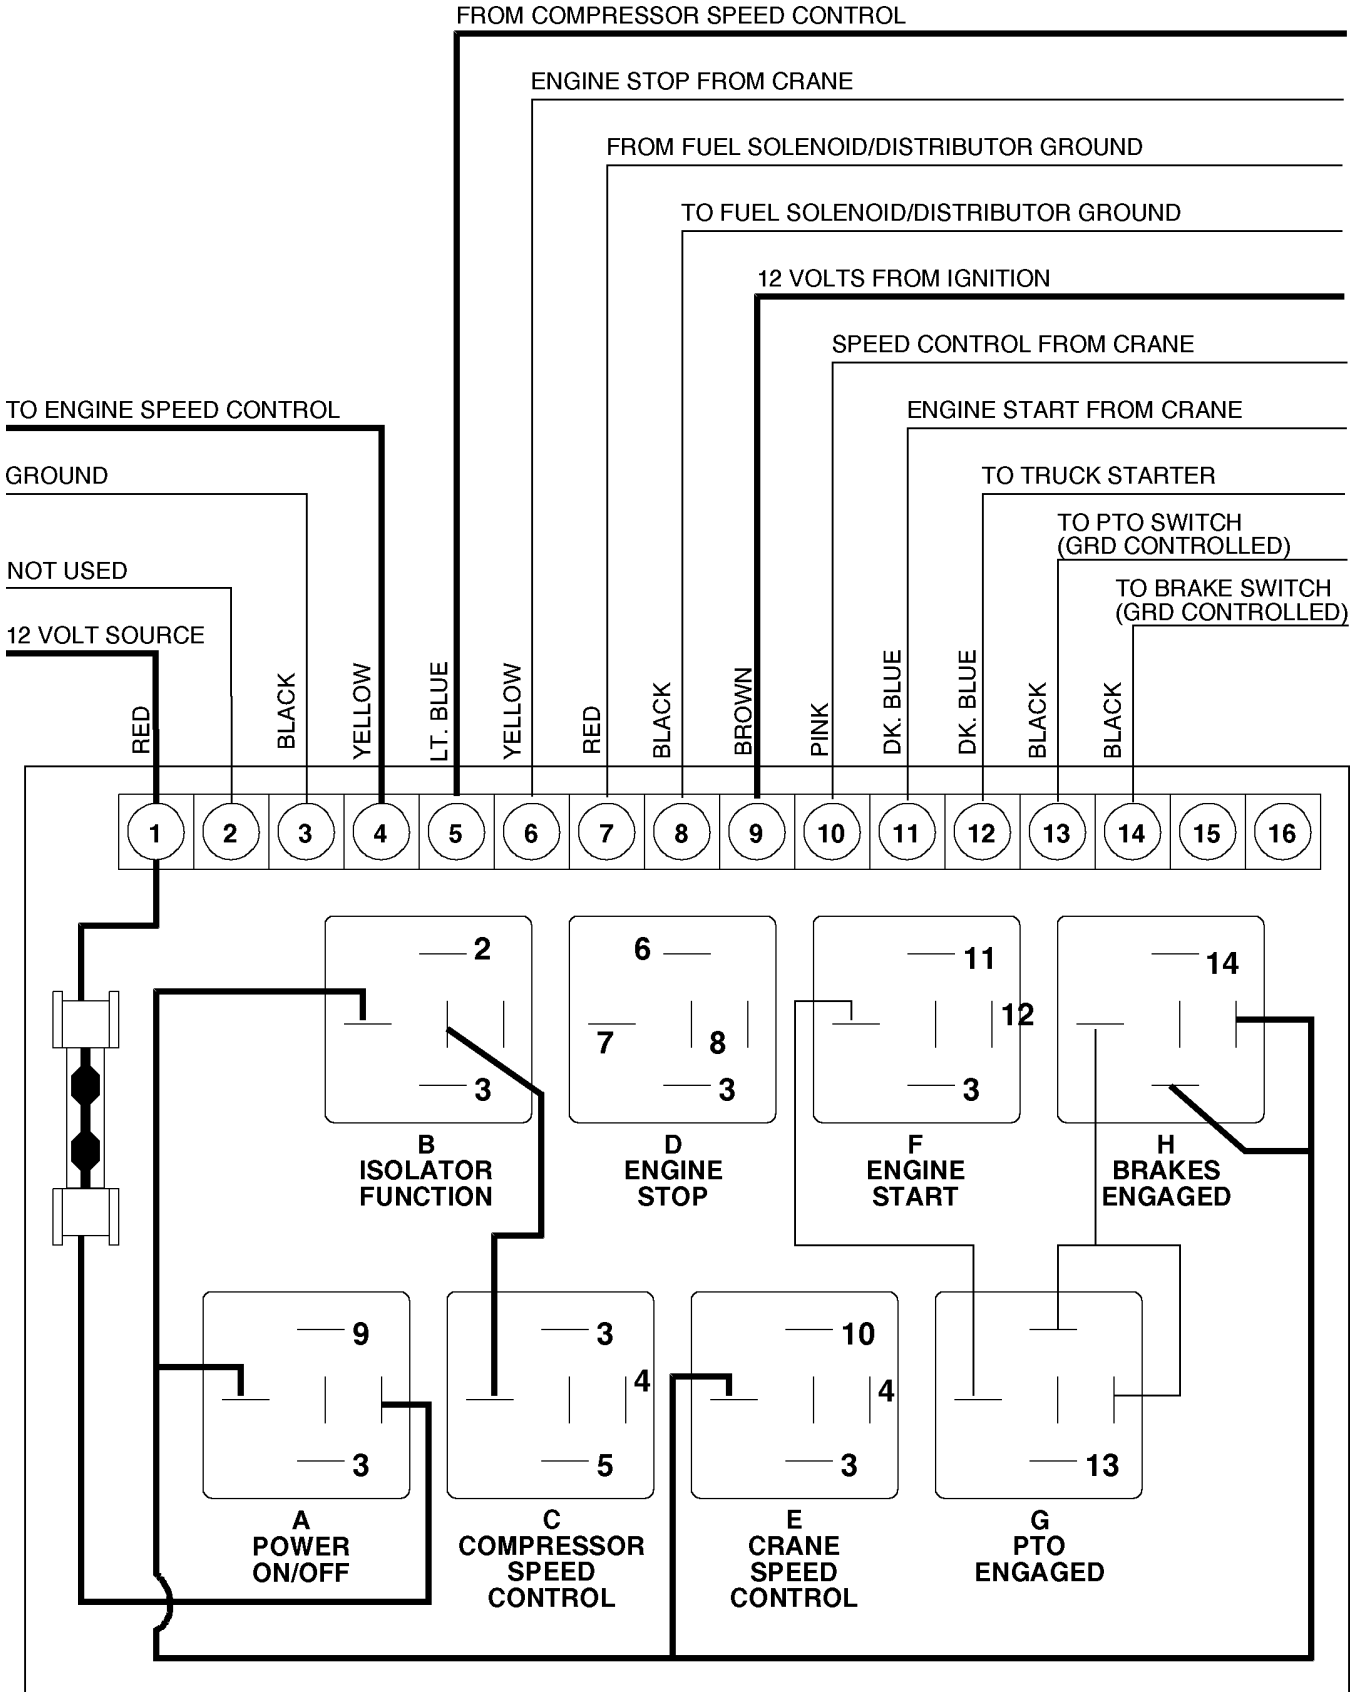 FROM COMPRESSOR SPEED CONTROL
ENGINE STOP FROM CRANE
FROM FUEL SOLENOID/DISTRIBUTOR GROUND
TO FUEL SOLENOID/DISTRIBUTOR GROUND
12 VOLTS FROM IGNITION
SPEED CONTROL FROM CRANE
TO ENGINE SPEED CONTROL
ENGINE START FROM CRANE
GROUND
TO TRUCK STARTER
TO PTO SWITCH
(GRD CONTROLLED)
NOT USED
TO BRAKE SWITCH
(GRD CONTROLLED)
12 VOLT SOURCE
RED
BLACK
YELLOW
LT. BLUE
YELLOW
RED
BLACK
BROWN
PINK
DK. BLUE
DK. BLUE
BLACK
BLACK
1 2 3 4 5 6 7 8 9 10 11 12 13 14 15 16
2
3
B
ISOLATOR
FUNCTION
6
7
8
3
D
ENGINE
STOP
11
12
3
F
ENGINE
START
14
H
BRAKES
ENGAGED
9
3
A
POWER
ON/OFF
3
4
5
C
COMPRESSOR
SPEED
CONTROL
10
4
3
E
CRANE
SPEED
CONTROL
13
G
PTO
ENGAGED